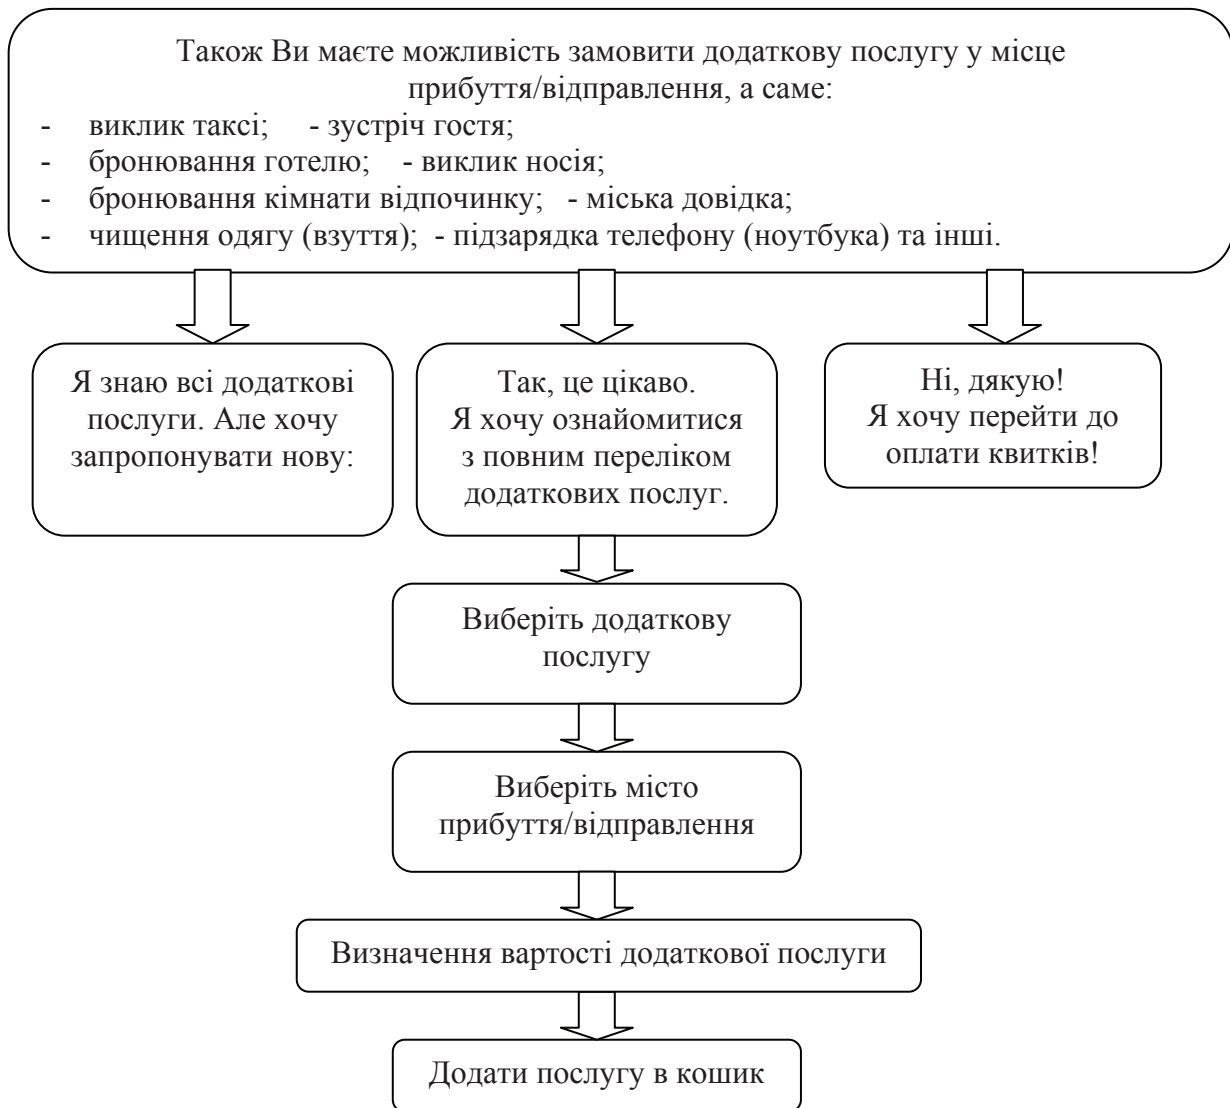 Також Ви маєте можливість замовити додаткову послугу у місце
прибуття/відправлення, а саме:
- виклик таксі; - зустріч гостя;
- бронювання готелю; - виклик носія;
- бронювання кімнати відпочинку; - міська довідка;
- чищення одягу (взуття); - підзарядка телефону (ноутбука) та інші.
Я знаю всі додаткові
послуги. Але хочу
запропонувати нову:
Так, це цікаво.
Я хочу ознайомитися
з повним переліком
додаткових послуг.
Ні, дякую!
Я хочу перейти до
оплати квитків!
Виберіть додаткову
послугу
Виберіть місто
прибуття/відправлення
Визначення вартості додаткової послуги
Додати послугу в кошик